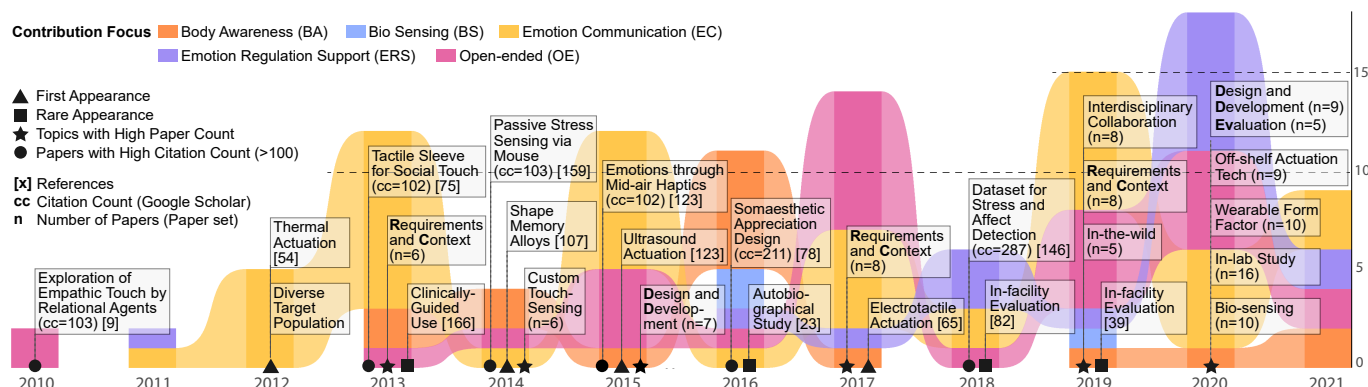 Contribution Focus
Body Awareness (BA)
Bio Sensing (BS)
Emotion Communication (EC)
Emotion Regulation Support (ERS)
Open-ended (OE)
First Appearance
Rare Appearance
Topics with High Paper Count
Papers with High Citation Count (>100)
[x] References
cc Citation Count (Google Scholar)
n Number of Papers (Paper set)
Exploration of
Empathic Touch by
Relational Agents
(cc=103) [9]
Thermal
Actuation
[54]
Diverse
Target
Population
Tactile Sleeve
for Social Touch
(cc=102) [75]
Requirements
and Context
(n=6)
Clinically-
Guided
Use [166]
Passive Stress
Sensing via
Mouse
(cc=103) [159]
Shape
Memory
Alloys [107]
Custom
Touch-
Sensing
(n=6)
Emotions through
Mid-air Haptics
(cc=102) [123]
Ultrasound
Actuation [123]
Design and
Develop-
ment (n=7)
Somaesthetic
Appreciation
Design
(cc=211) [78]
Autobio-
graphical
Study [23]
Requirements
and Context
(n=8)
Electrotactile
Actuation [65]
Dataset for
Stress and
Affect
Detection
(cc=287) [146]
In-facility
Evaluation
[82]
Interdisciplinary
Collaboration
(n=8)
Requirements
and Context
(n=8)
In-the-wild
(n=5)
In-facility
Evaluation
[39]
Design and
Development (n=9)
Evaluation (n=5)
Off-shelf Actuation
Tech (n=9)
Wearable Form
Factor (n=10)
In-lab Study
(n=16)
Bio-sensing
(n=10)
15
10
5
0
2010
2011
2012
2013
2014
2015
2016
2017
2018
2019
2020
2021